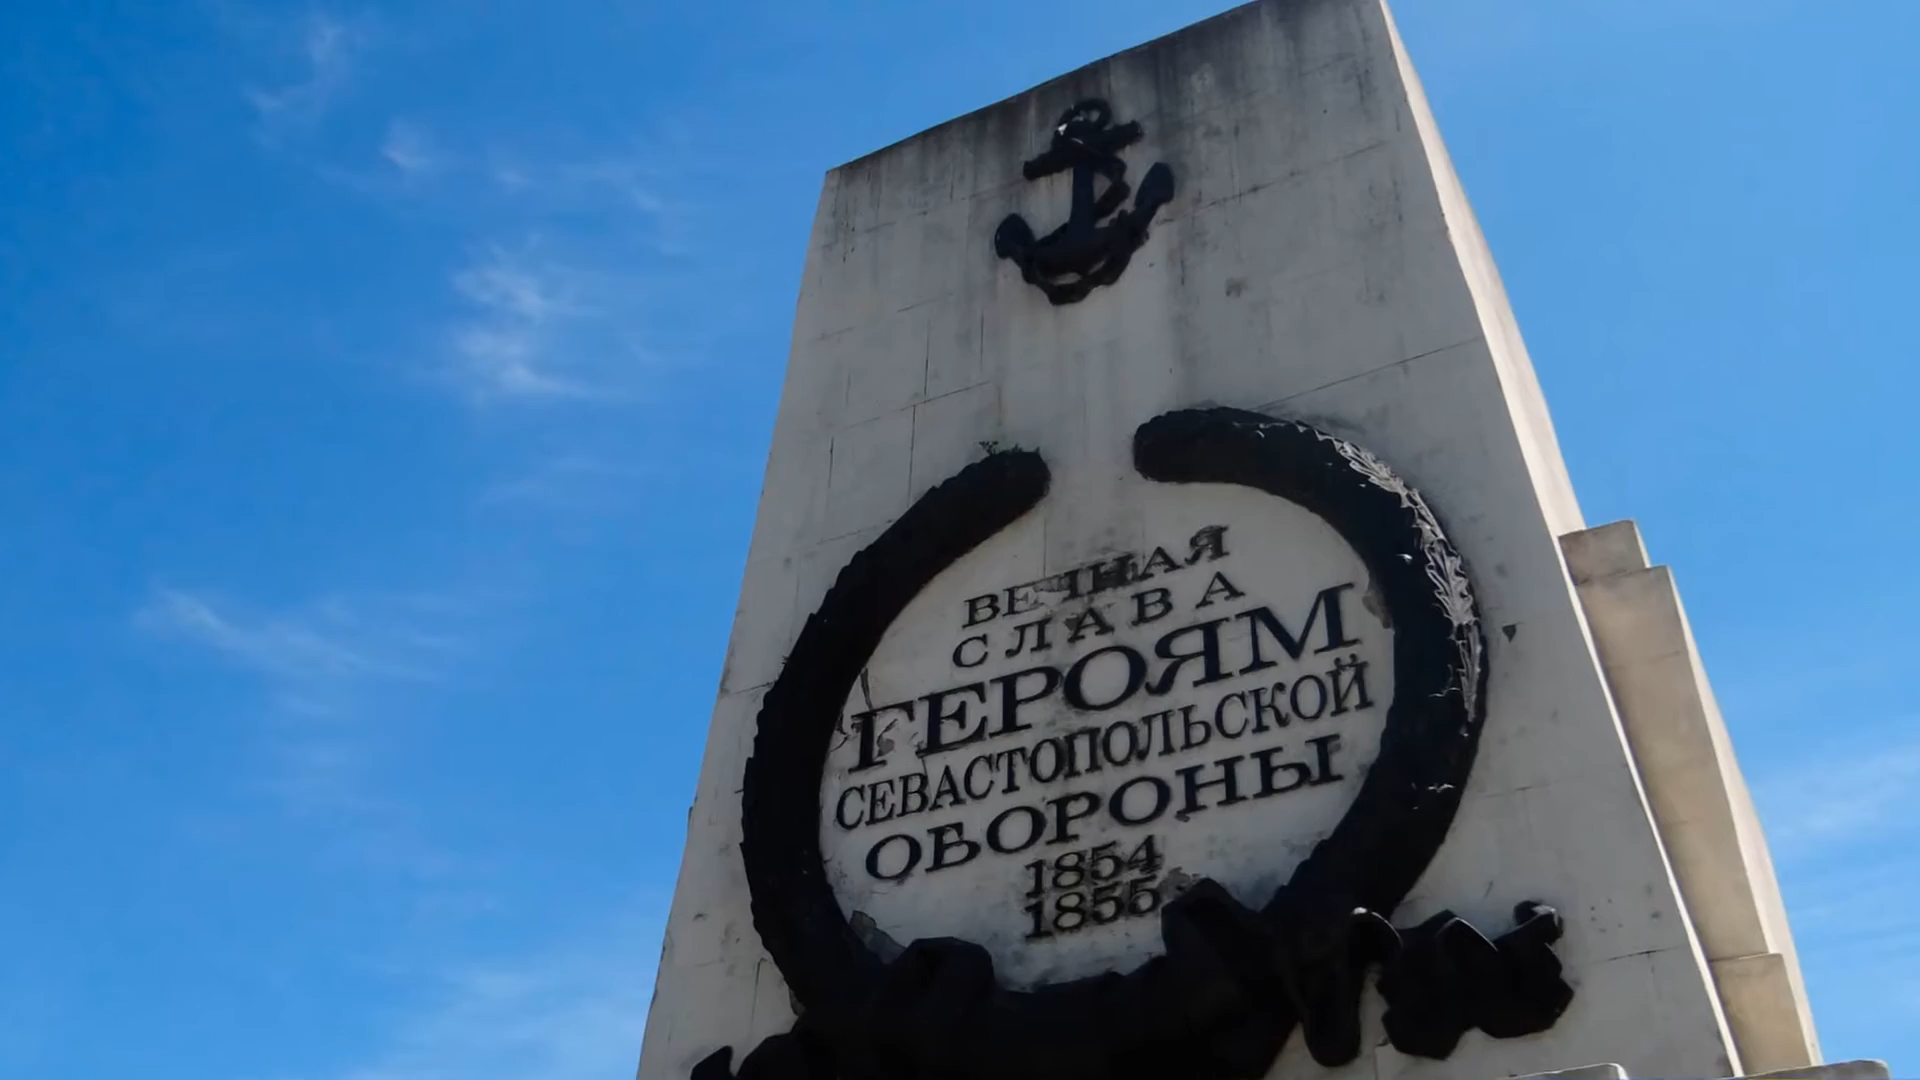 ВЕЧНАЯ
СЛАВА
ГЕРОЯМ
СЕВАСТОПОЛЬСКОЙ
ОБОРОНЫ
1854
1855